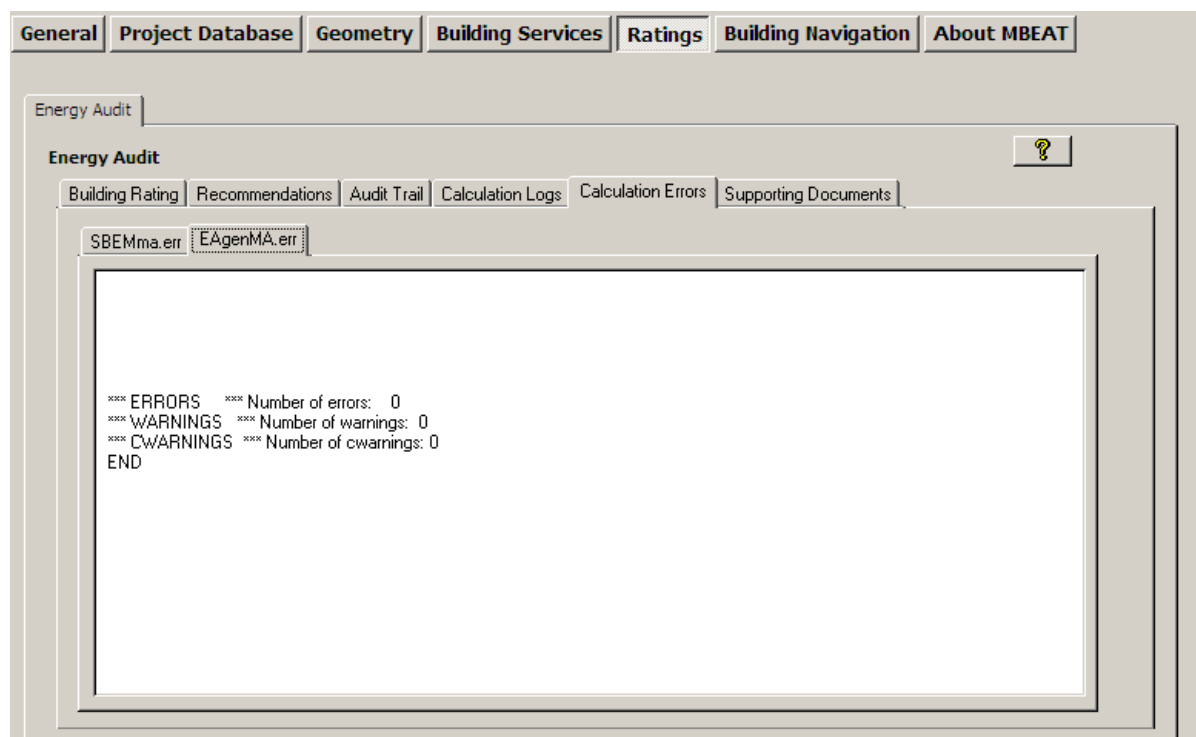 General Project Database Geometry Building Services Ratings Building Navigation About MBEAT
Energy Audit
Energy Audit ?
Building Rating Recommendations Audit Trail Calculation Logs Calculation Errors Supporting Documents
SBEMma.err EAgenMA.err
*** ERRORS *** Number of errors: 0
*** WARNINGS *** Number of warnings: 0
*** CWARNINGS *** Number of cwarnings: 0
END